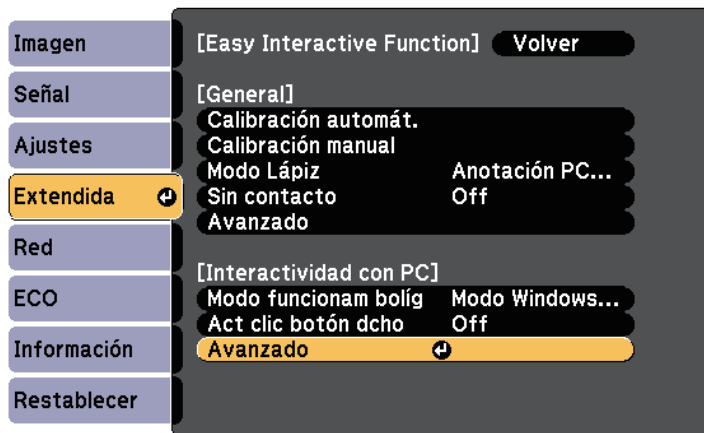 Imagen
Señal
Ajustes
Extendida
Red
ECO
Información
Restablecer
[Easy Interactive Function] Volver
[General]
Calibración automát.
Calibración manual
Modo Lápiz Anotación PC...
Sin contacto Off
Avanzado
[Interactividad con PC]
Modo funcionam bolíg Modo Windows...
Act clic botón dcho Off
Avanzado